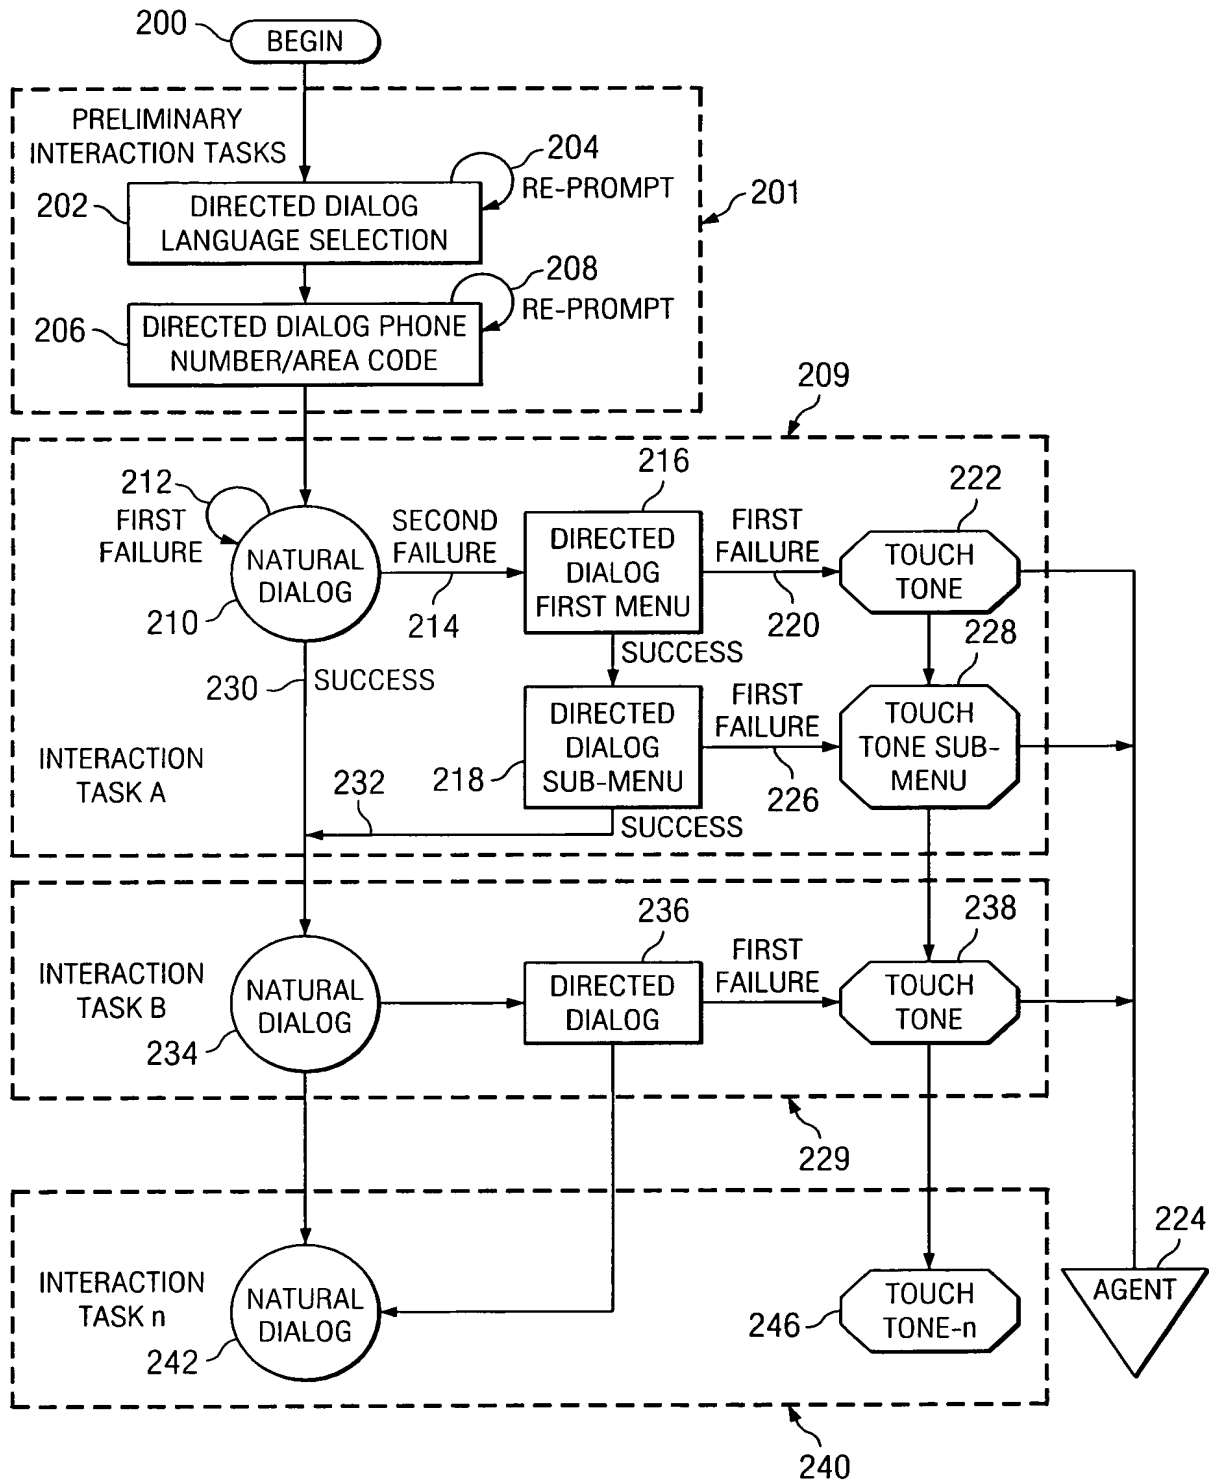 200
BEGIN
PRELIMINARY
INTERACTION TASKS
204
RE-PROMPT
201
202
DIRECTED DIALOG
LANGUAGE SELECTION
208
RE-PROMPT
206
DIRECTED DIALOG PHONE
NUMBER/AREA CODE
209
212
FIRST
FAILURE
NATURAL
DIALOG
210
SECOND
FAILURE
214
216
DIRECTED
DIALOG
FIRST MENU
FIRST
FAILURE
220
222
TOUCH
TONE
230
SUCCESS
SUCCESS
228
INTERACTION
TASK A
232
218
DIRECTED
DIALOG
SUB-MENU
FIRST
FAILURE
226
TOUCH
TONE SUB-
MENU
SUCCESS
INTERACTION
TASK B
NATURAL
DIALOG
234
236
DIRECTED
DIALOG
FIRST
FAILURE
238
TOUCH
TONE
229
INTERACTION
TASK n
NATURAL
DIALOG
242
246
TOUCH
TONE-n
224
AGENT
240